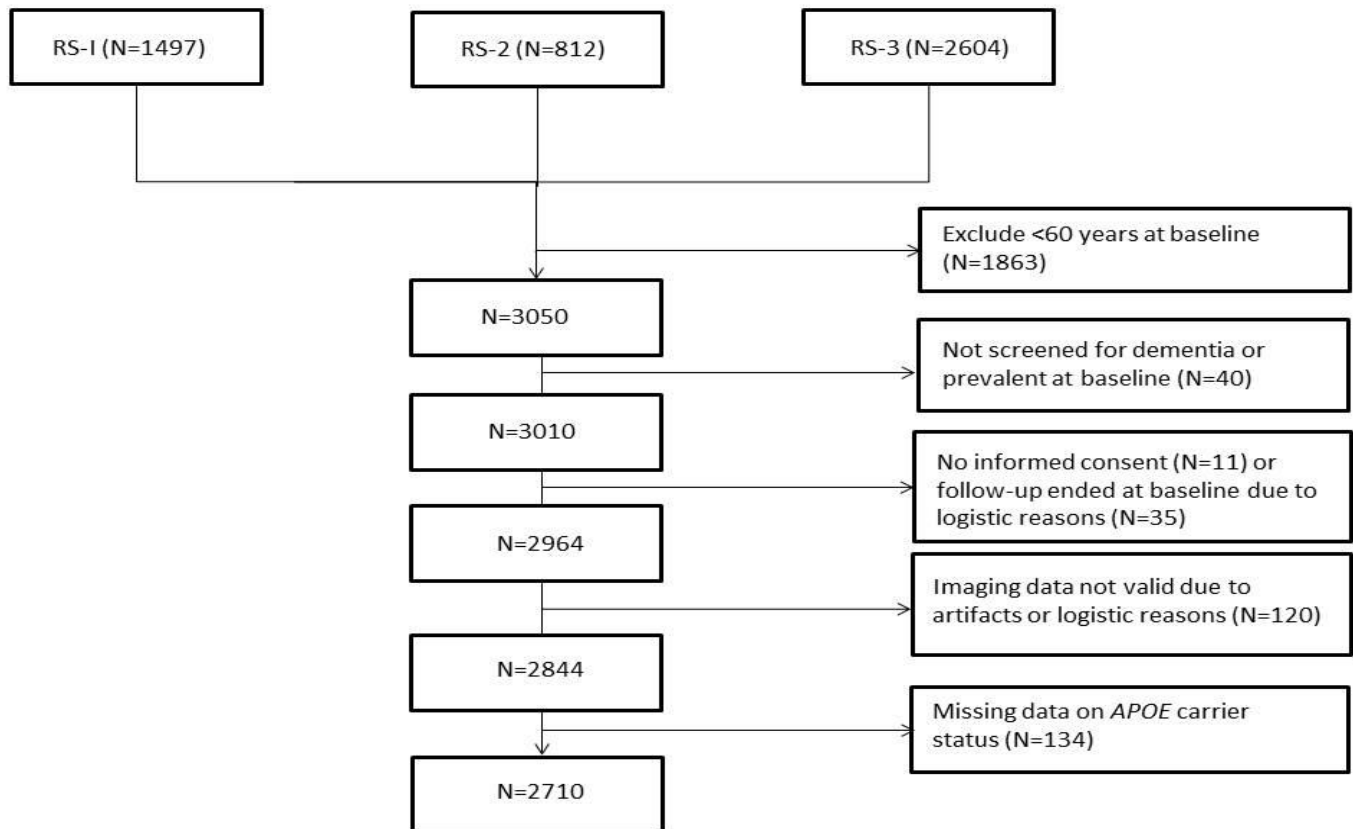 RS-I (N=1497)
RS-2 (N=812)
RS-3 (N=2604)
Exclude <60 years at baseline
(N=1863)
N=3050
Not screened for dementia or
prevalent at baseline (N=40)
N=3010
No informed consent (N=11) or
follow-up ended at baseline due to
logistic reasons (N=35)
N=2964
Imaging data not valid due to
artifacts or logistic reasons (N=120)
N=2844
Missing data on APOE carrier
status (N=134)
N=2710